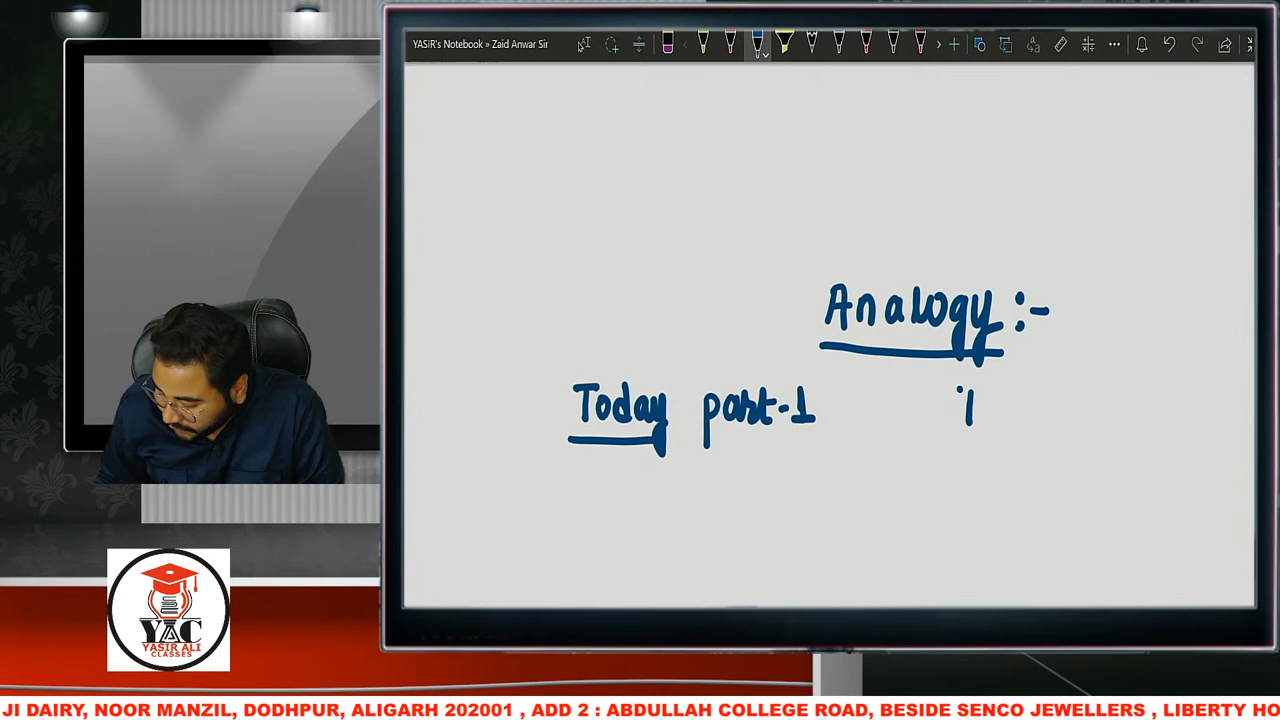 YASIR's Notebook » Zaid Anwar Sir
Analogy :-
Today part-1
YAC
YASIR ALI
CLASSES
JI DAIRY, NOOR MANZIL, DODHPUR, ALIGARH 202001 , ADD 2 : ABDULLAH COLLEGE ROAD, BESIDE SENCO JEWELLERS , LIBERTY HO